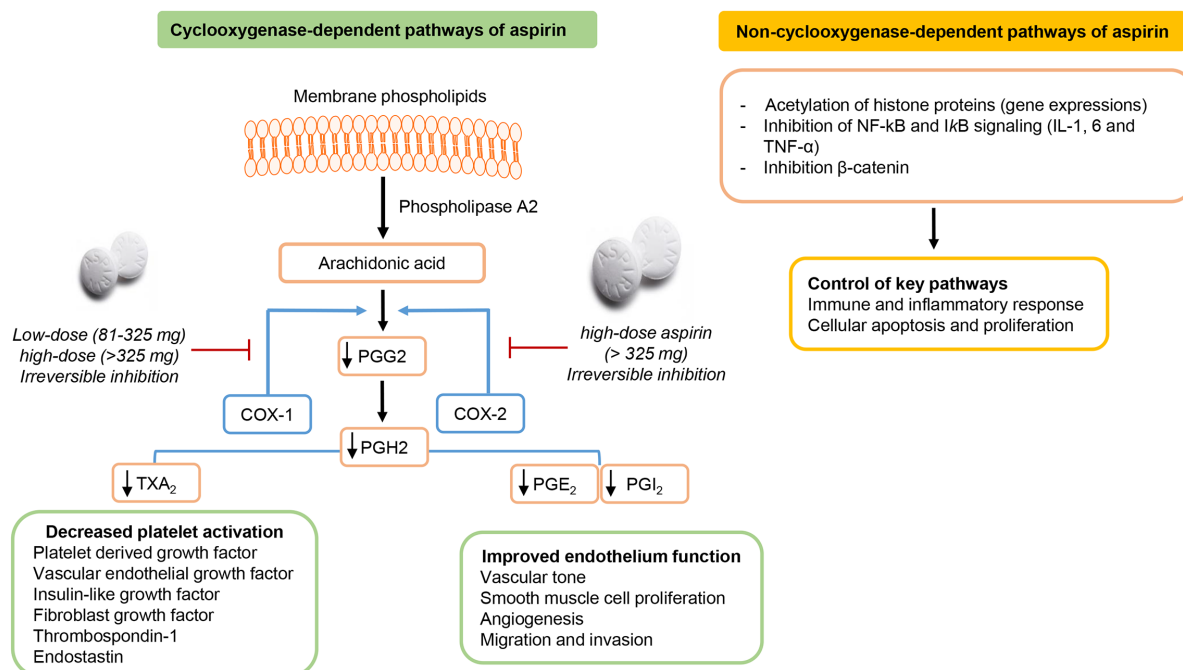 Cyclooxygenase-dependent pathways of aspirin
Non-cyclooxygenase-dependent pathways of aspirin
Membrane phospholipids
- Acetylation of histone proteins (gene expressions)
- Inhibition of NF-kB and IkB signaling (IL-1, 6 and
TNF-α)
- Inhibition β-catenin
Phospholipase A2
Arachidonic acid
Control of key pathways
Immune and inflammatory response
Cellular apoptosis and proliferation
Low-dose (81-325 mg)
high-dose (>325 mg)
Irreversible inhibition
high-dose aspirin
(> 325 mg)
Irreversible inhibition
↓ PGG2
COX-1
COX-2
↓ PGH2
↓ TXA₂
↓ PGE₂
↓ PGI₂
Decreased platelet activation
Platelet derived growth factor
Vascular endothelial growth factor
Insulin-like growth factor
Fibroblast growth factor
Thrombospondin-1
Endostastin
Improved endothelium function
Vascular tone
Smooth muscle cell proliferation
Angiogenesis
Migration and invasion